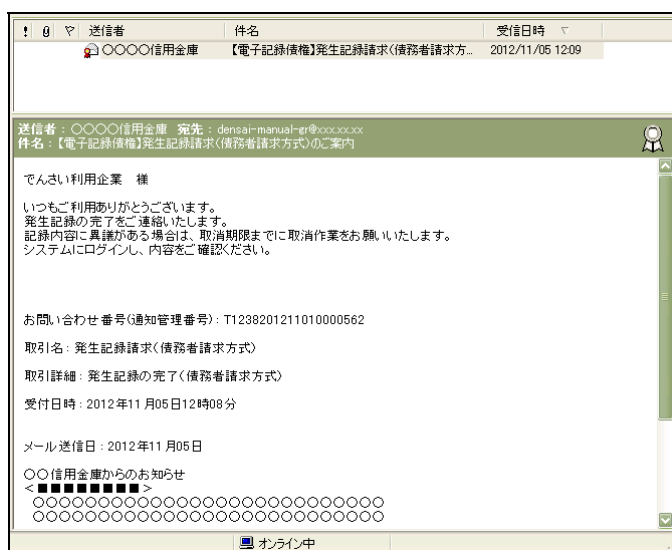 ! 送信者 件名 受信日時
○○○○信用金庫 【電子記録債権】発生記録請求(債務者請求方... 2012/11/05 12:09
送信者：○○○○信用金庫 宛先：densai-manual-gr@xxx.xx.xx
件名：【電子記録債権】発生記録請求(債務者請求方式)のご案内
でんさい利用企業 様
いつもご利用ありがとうございます。
発生記録の完了をご連絡いたします。
記録内容に異議がある場合は、取消期限までに取消作業をお願いいたします。
システムにログインし、内容をご確認ください。
お問い合わせ番号(通知管理番号)：T1238201211010000562
取引名：発生記録請求(債務者請求方式)
取引詳細：発生記録の完了(債務者請求方式)
受付日時：2012年11月05日12時08分
メール送信日：2012年11月05日
○○信用金庫からのお知らせ
＜■■■■■■■■＞
○○○○○○○○○○○○○○○○○○○○○○○○○○○
○○○○○○○○○○○○○○○○○○○○○○○○○○○
オンライン中